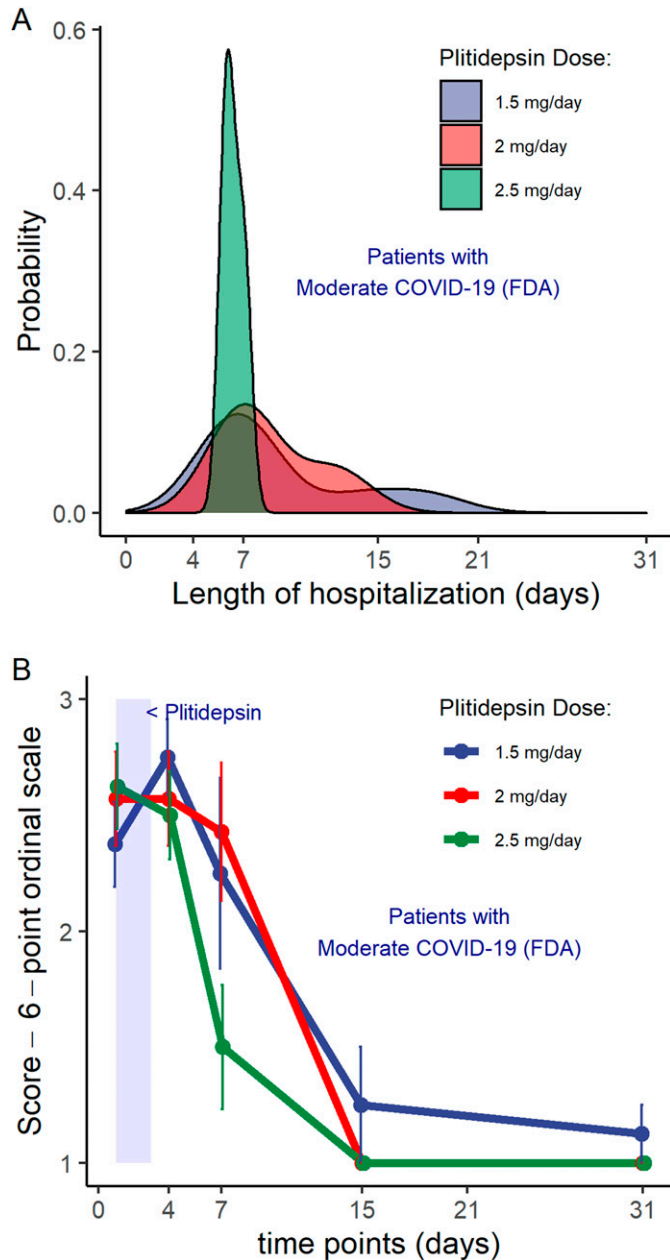 A
0.6
0.4
0.2
0.0
Probability
Plitidepsin Dose:
1.5 mg/day
2 mg/day
2.5 mg/day
Patients with
Moderate COVID-19 (FDA)
0 4 7 15 21 31
Length of hospitalization (days)
B
3
2
1
Score – 6 – point ordinal scale
< Plitidepsin
Plitidepsin Dose:
1.5 mg/day
2 mg/day
2.5 mg/day
Patients with
Moderate COVID-19 (FDA)
0 4 7 15 21 31
time points (days)